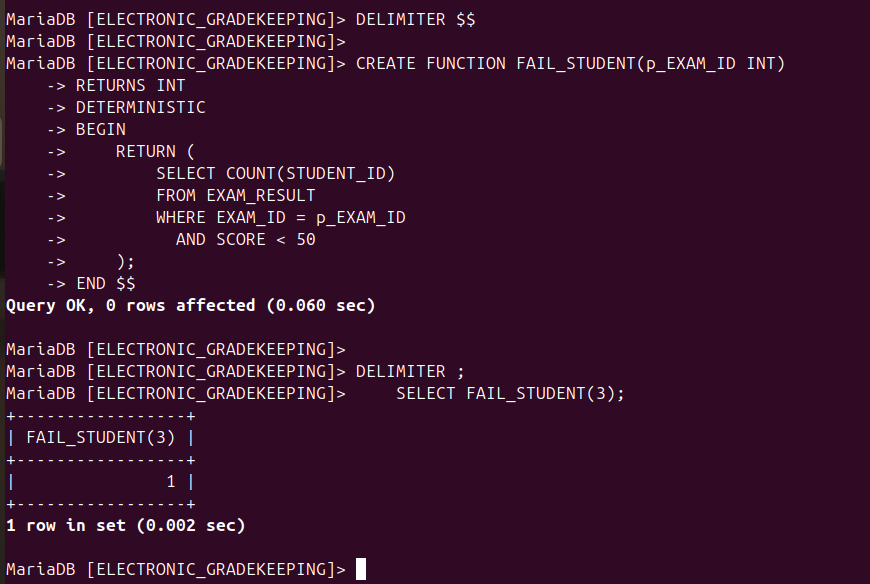 MariaDB [ELECTRONIC_GRADEKEEPING]> DELIMITER $$
MariaDB [ELECTRONIC_GRADEKEEPING]>
MariaDB [ELECTRONIC_GRADEKEEPING]> CREATE FUNCTION FAIL_STUDENT(p_EXAM_ID INT)
    -> RETURNS INT
    -> DETERMINISTIC
    -> BEGIN
    ->     RETURN (
    ->         SELECT COUNT(STUDENT_ID)
    ->         FROM EXAM_RESULT
    ->         WHERE EXAM_ID = p_EXAM_ID
    ->           AND SCORE < 50
    ->     );
    -> END $$
Query OK, 0 rows affected (0.060 sec)

MariaDB [ELECTRONIC_GRADEKEEPING]>
MariaDB [ELECTRONIC_GRADEKEEPING]> DELIMITER ;
MariaDB [ELECTRONIC_GRADEKEEPING]>     SELECT FAIL_STUDENT(3);
+-----------------+
| FAIL_STUDENT(3) |
+-----------------+
|               1 |
+-----------------+
1 row in set (0.002 sec)

MariaDB [ELECTRONIC_GRADEKEEPING]>